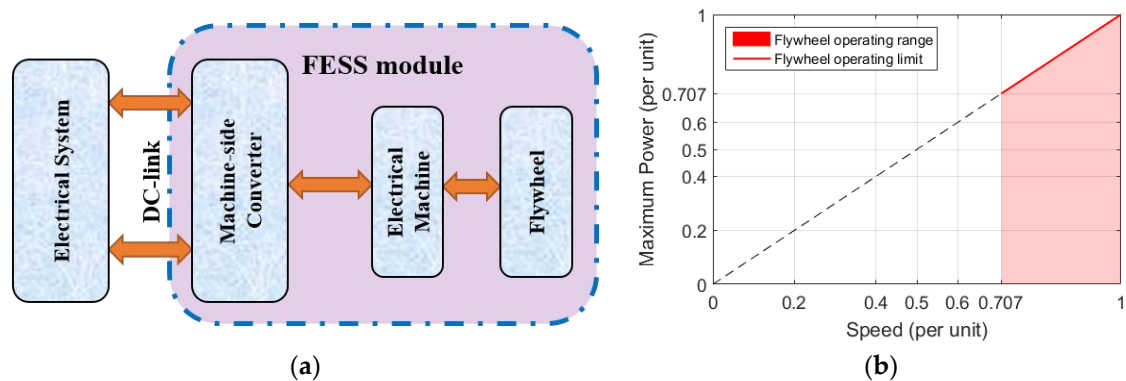 FESS module
Electrical System
DC-link
Machine-side
Converter
Electrical
Machine
Flywheel
(a)
Maximum Power (per unit)
1
0.707
0.6
0.5
0.4
0.2
0
Flywheel operating range
Flywheel operating limit
0 0.2 0.4 0.5 0.6 0.707 1
Speed (per unit)
(b)